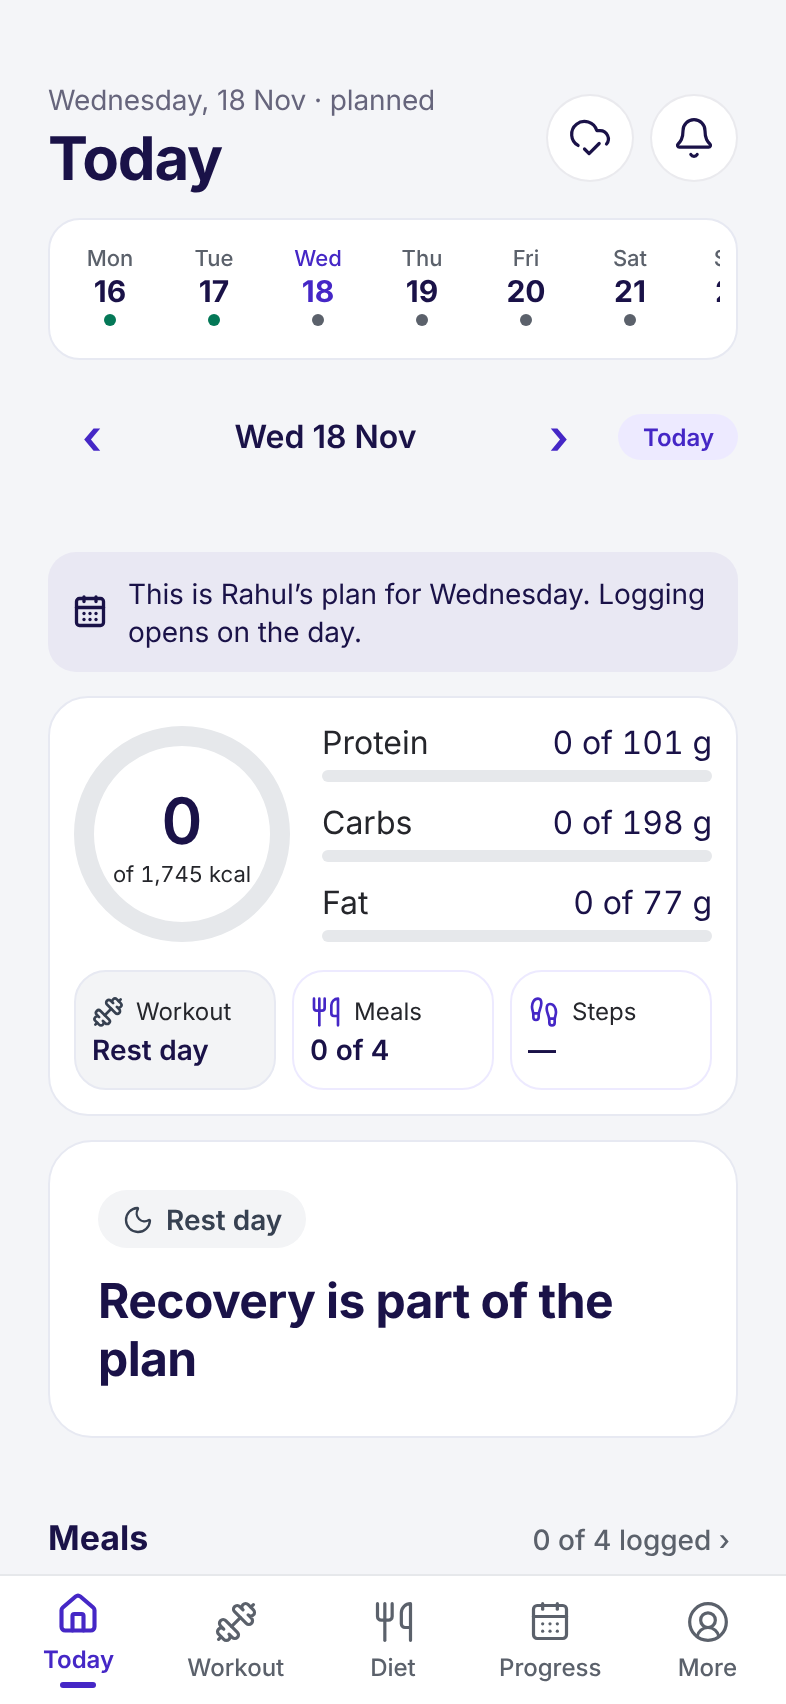 Wednesday, 18 Nov · planned
Today
Mon Tue Wed Thu Fri Sat
16 17 18 19 20 21
‹ Wed 18 Nov › Today
This is Rahul’s plan for Wednesday. Logging
opens on the day.
0
of 1,745 kcal
Protein 0 of 101 g
Carbs 0 of 198 g
Fat 0 of 77 g
Workout
Rest day
Meals
0 of 4
Steps
—
Rest day
Recovery is part of the
plan
Meals 0 of 4 logged ›
Today Workout Diet Progress More